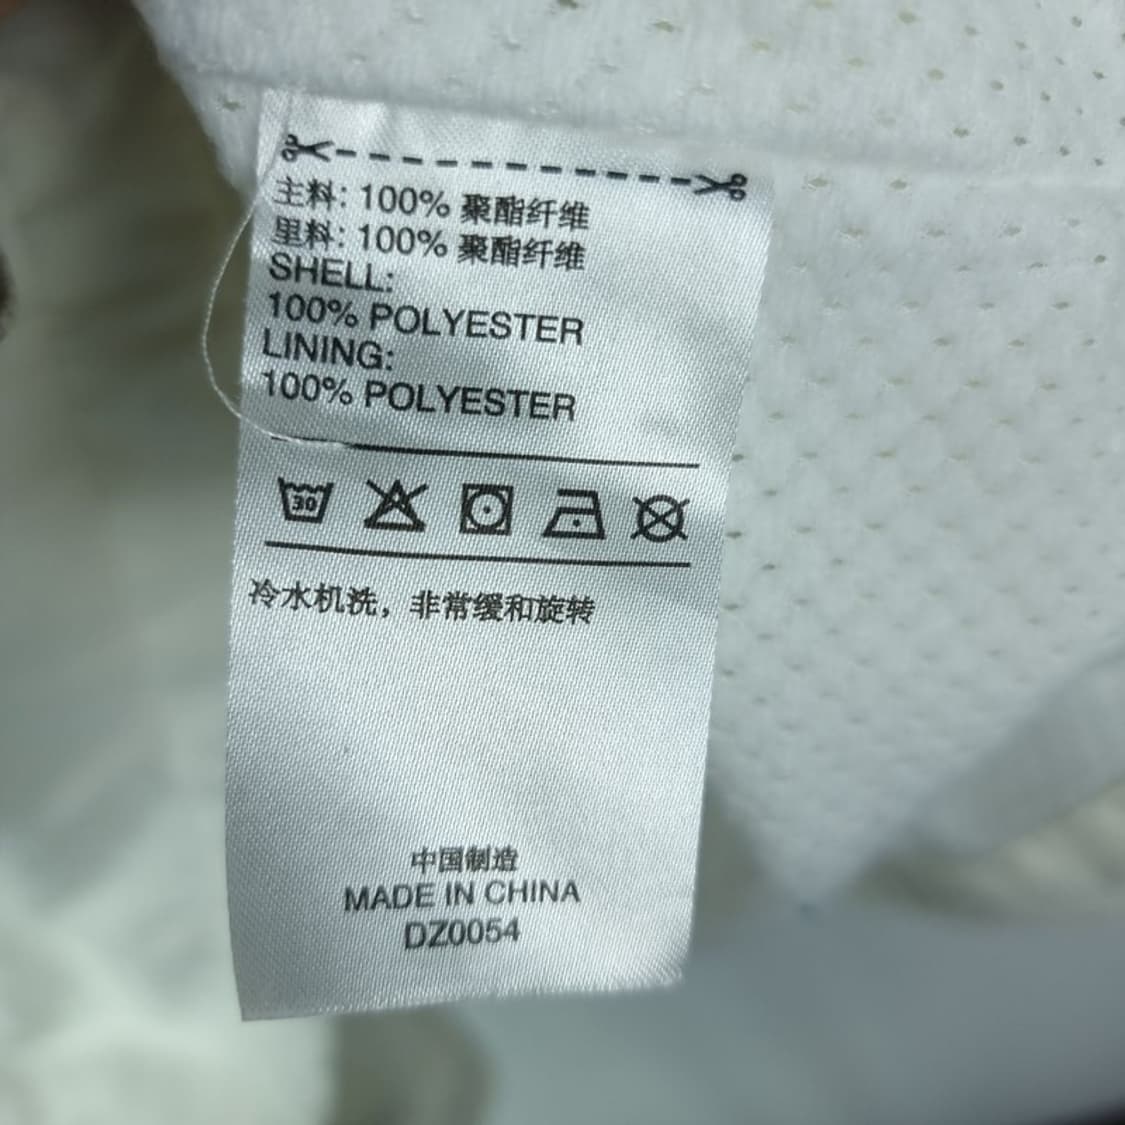 主料: 100% 聚酯纤维
里料: 100% 聚酯纤维
SHELL:
100% POLYESTER
LINING:
100% POLYESTER
30
冷水机洗，非常缓和旋转
中国制造
MADE IN CHINA
DZ0054